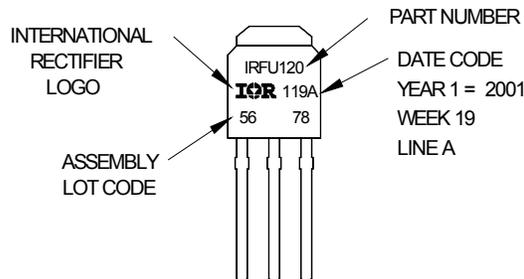 INTERNATIONAL
RECTIFIER
LOGO
ASSEMBLY
LOT CODE
IRFU120
IOR 119A
56 78
PART NUMBER
DATE CODE
YEAR 1 = 2001
WEEK 19
LINE A